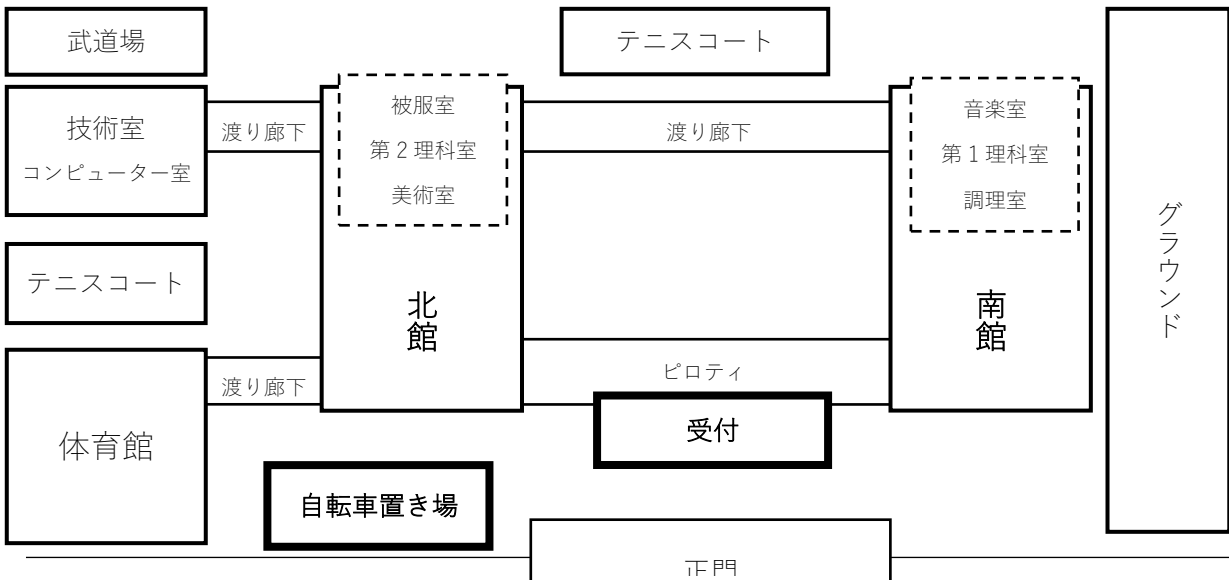 武道場
テニスコート
技術室
コンピューター室
渡り廊下
被服室
第2理科室
美術室
渡り廊下
音楽室
第1理科室
調理室
グラウンド
テニスコート
北館
南館
渡り廊下
ピロティ
受付
体育館
自転車置き場
正門